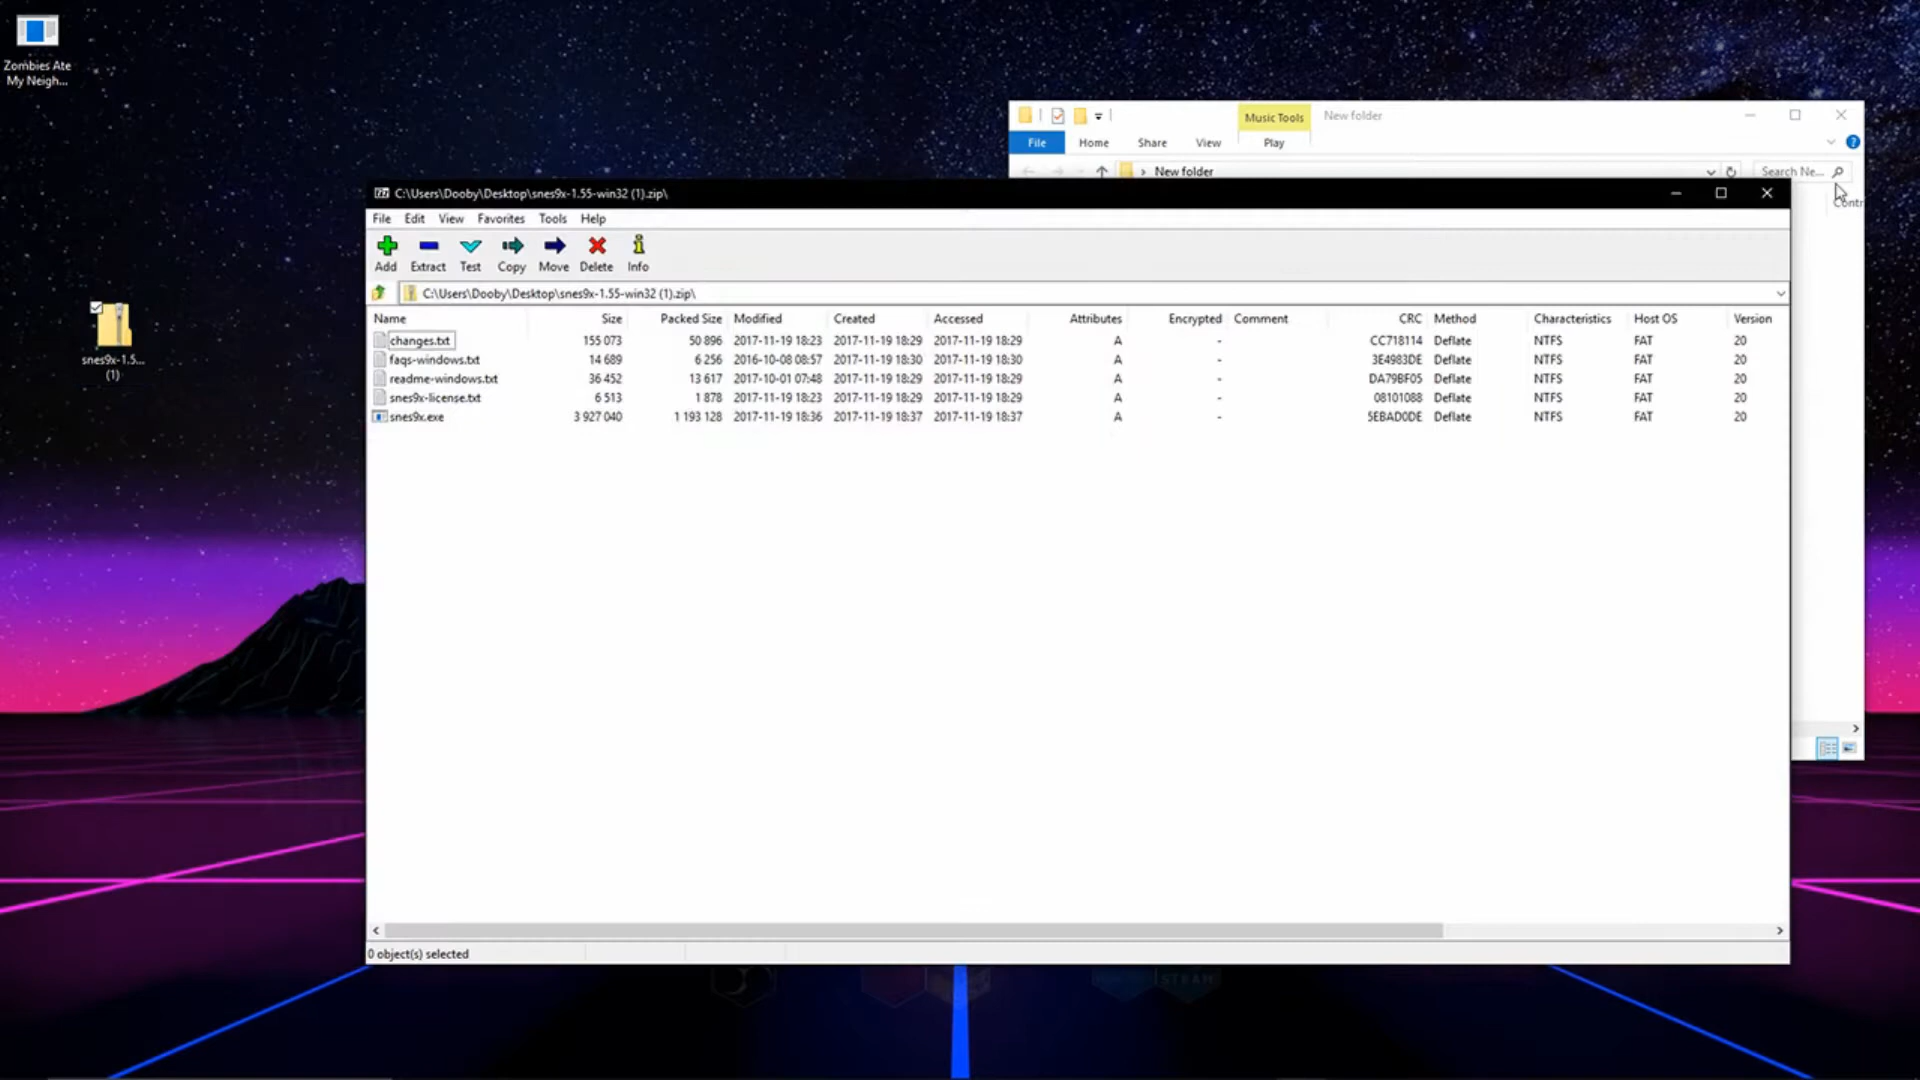 Zombies Ate
My Neigh...
snes9x-1.5...
(1)
Music Tools
New folder
File
Home
Share
View
Play
New folder
Search Ne...
Contr
C:\Users\Dooby\Desktop\snes9x-1.55-win32 (1).zip\
File Edit View Favorites Tools Help
Add Extract Test Copy Move Delete Info
C:\Users\Dooby\Desktop\snes9x-1.55-win32 (1).zip\
Name Size Packed Size Modified Created Accessed Attributes Encrypted Comment CRC Method Characteristics Host OS Version
changes.txt 155 073 50 896 2017-11-19 18:23 2017-11-19 18:29 2017-11-19 18:29 A - CC718114 Deflate NTFS FAT 20
faqs-windows.txt 14 689 6 256 2016-10-08 08:57 2017-11-19 18:30 2017-11-19 18:30 A - 3E4983DE Deflate NTFS FAT 20
readme-windows.txt 36 452 13 617 2017-10-01 07:48 2017-11-19 18:29 2017-11-19 18:29 A - DA79BF05 Deflate NTFS FAT 20
snes9x-license.txt 6 513 1 878 2017-11-19 18:23 2017-11-19 18:29 2017-11-19 18:29 A - 08101088 Deflate NTFS FAT 20
snes9x.exe 3 927 040 1 193 128 2017-11-19 18:36 2017-11-19 18:37 2017-11-19 18:37 A - 5EBAD0DE Deflate NTFS FAT 20
0 object(s) selected
STEAM